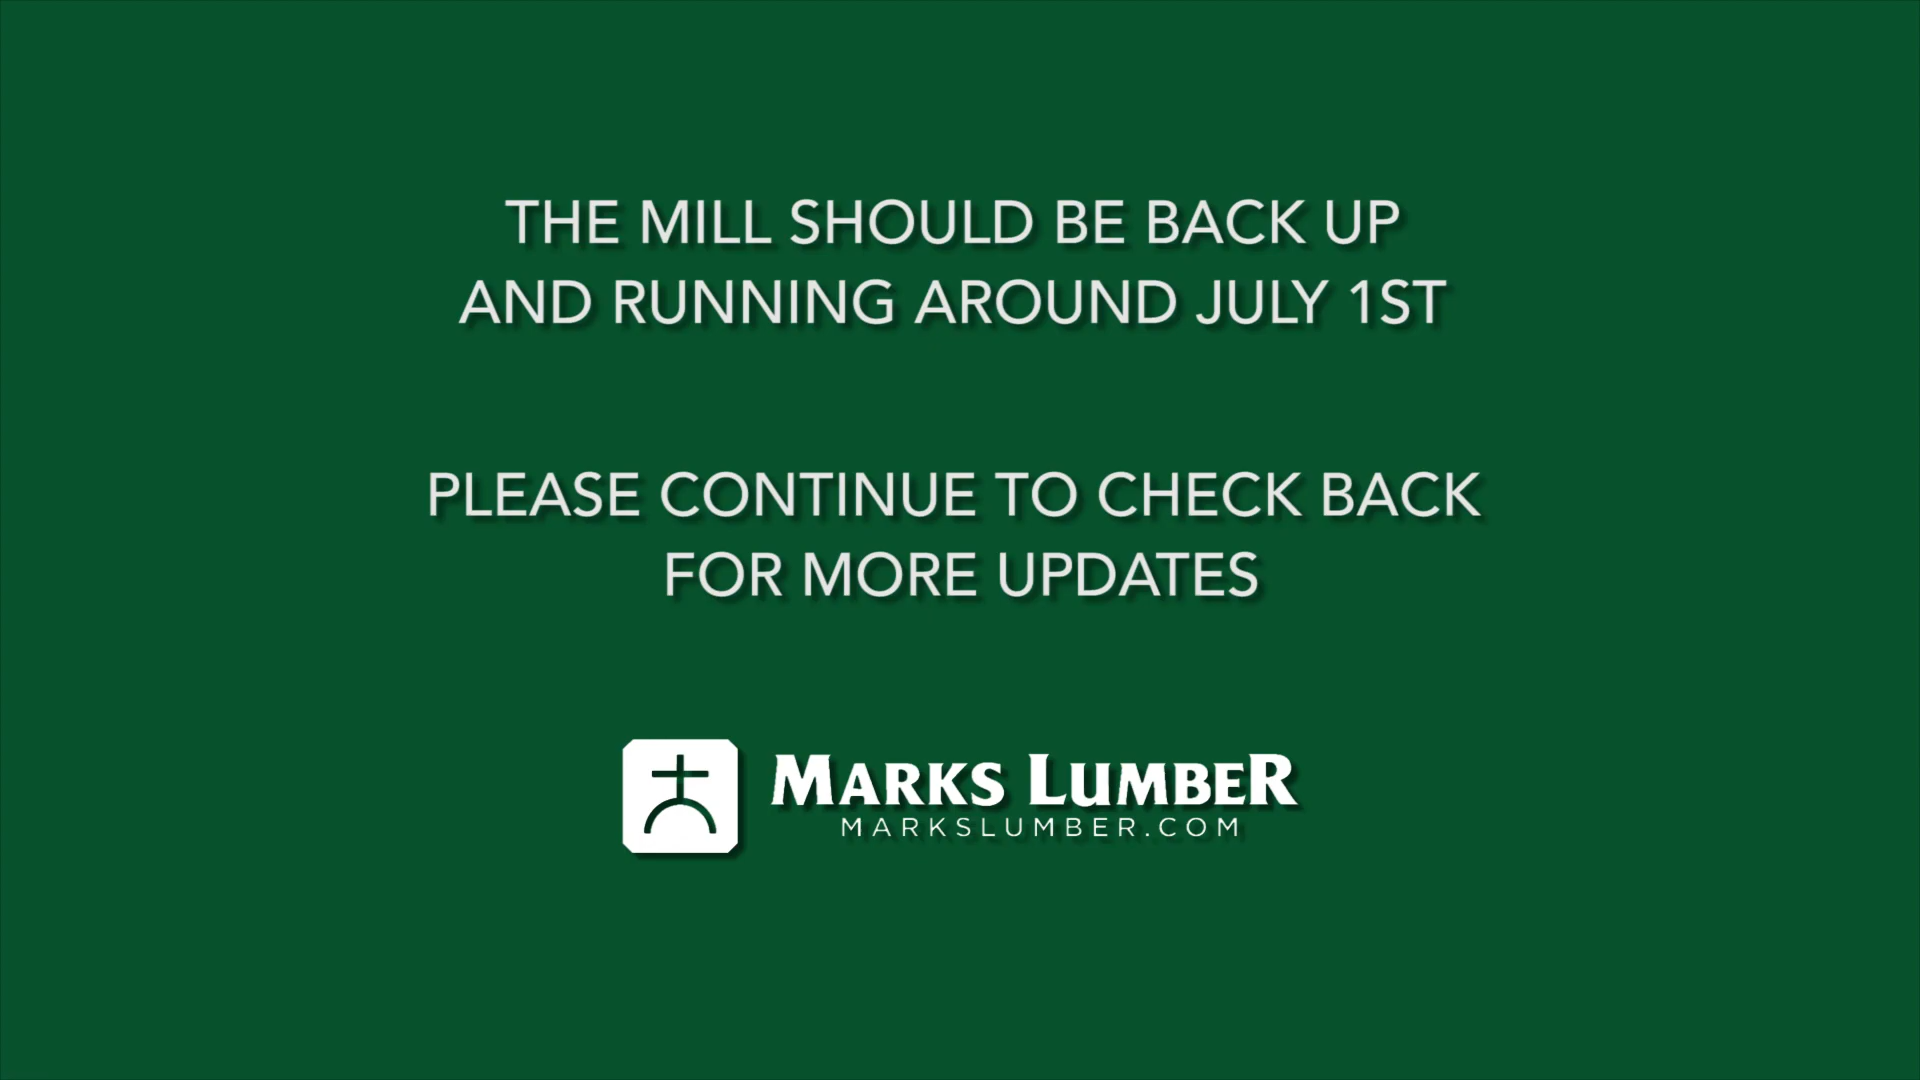 THE MILL SHOULD BE BACK UP
AND RUNNING AROUND JULY 1ST
PLEASE CONTINUE TO CHECK BACK
FOR MORE UPDATES
MARKS LUMBER
MARKSLUMBER.COM